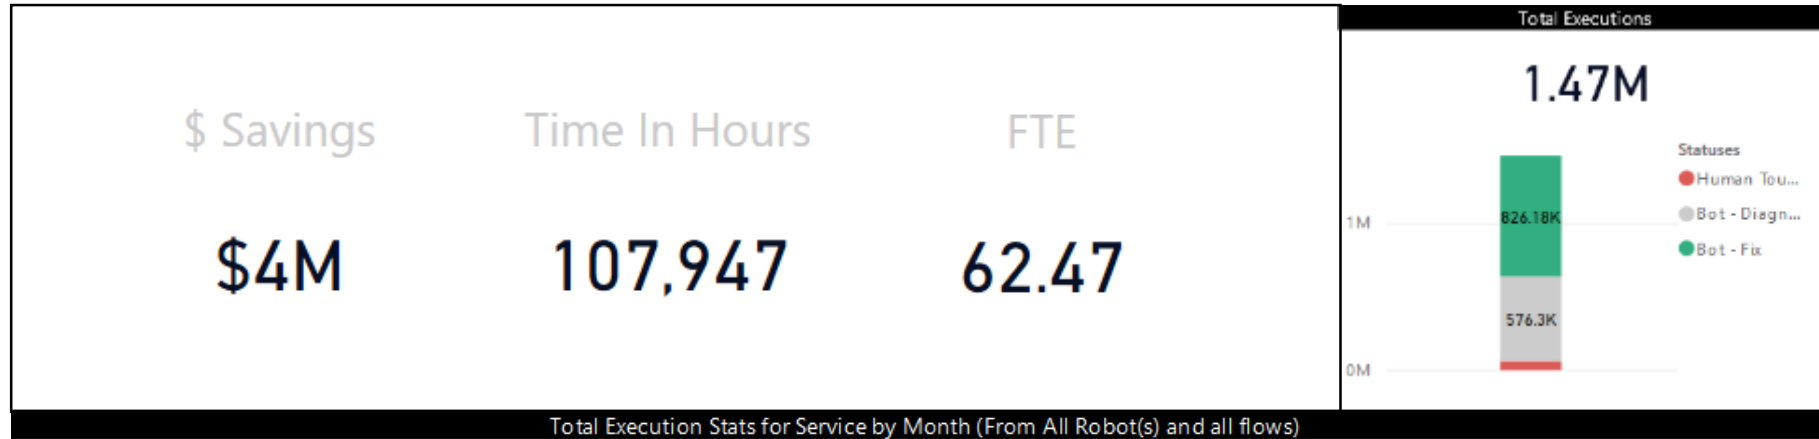 $ Savings
Time In Hours
FTE
$4M
107,947
62.47
Total Executions
1.47M
Statuses
Human Tou...
Bot - Diagn...
Bot - Fix
1M
826.18K
576.3K
0M
Total Execution Stats for Service by Month (From All Robot(s) and all flows)